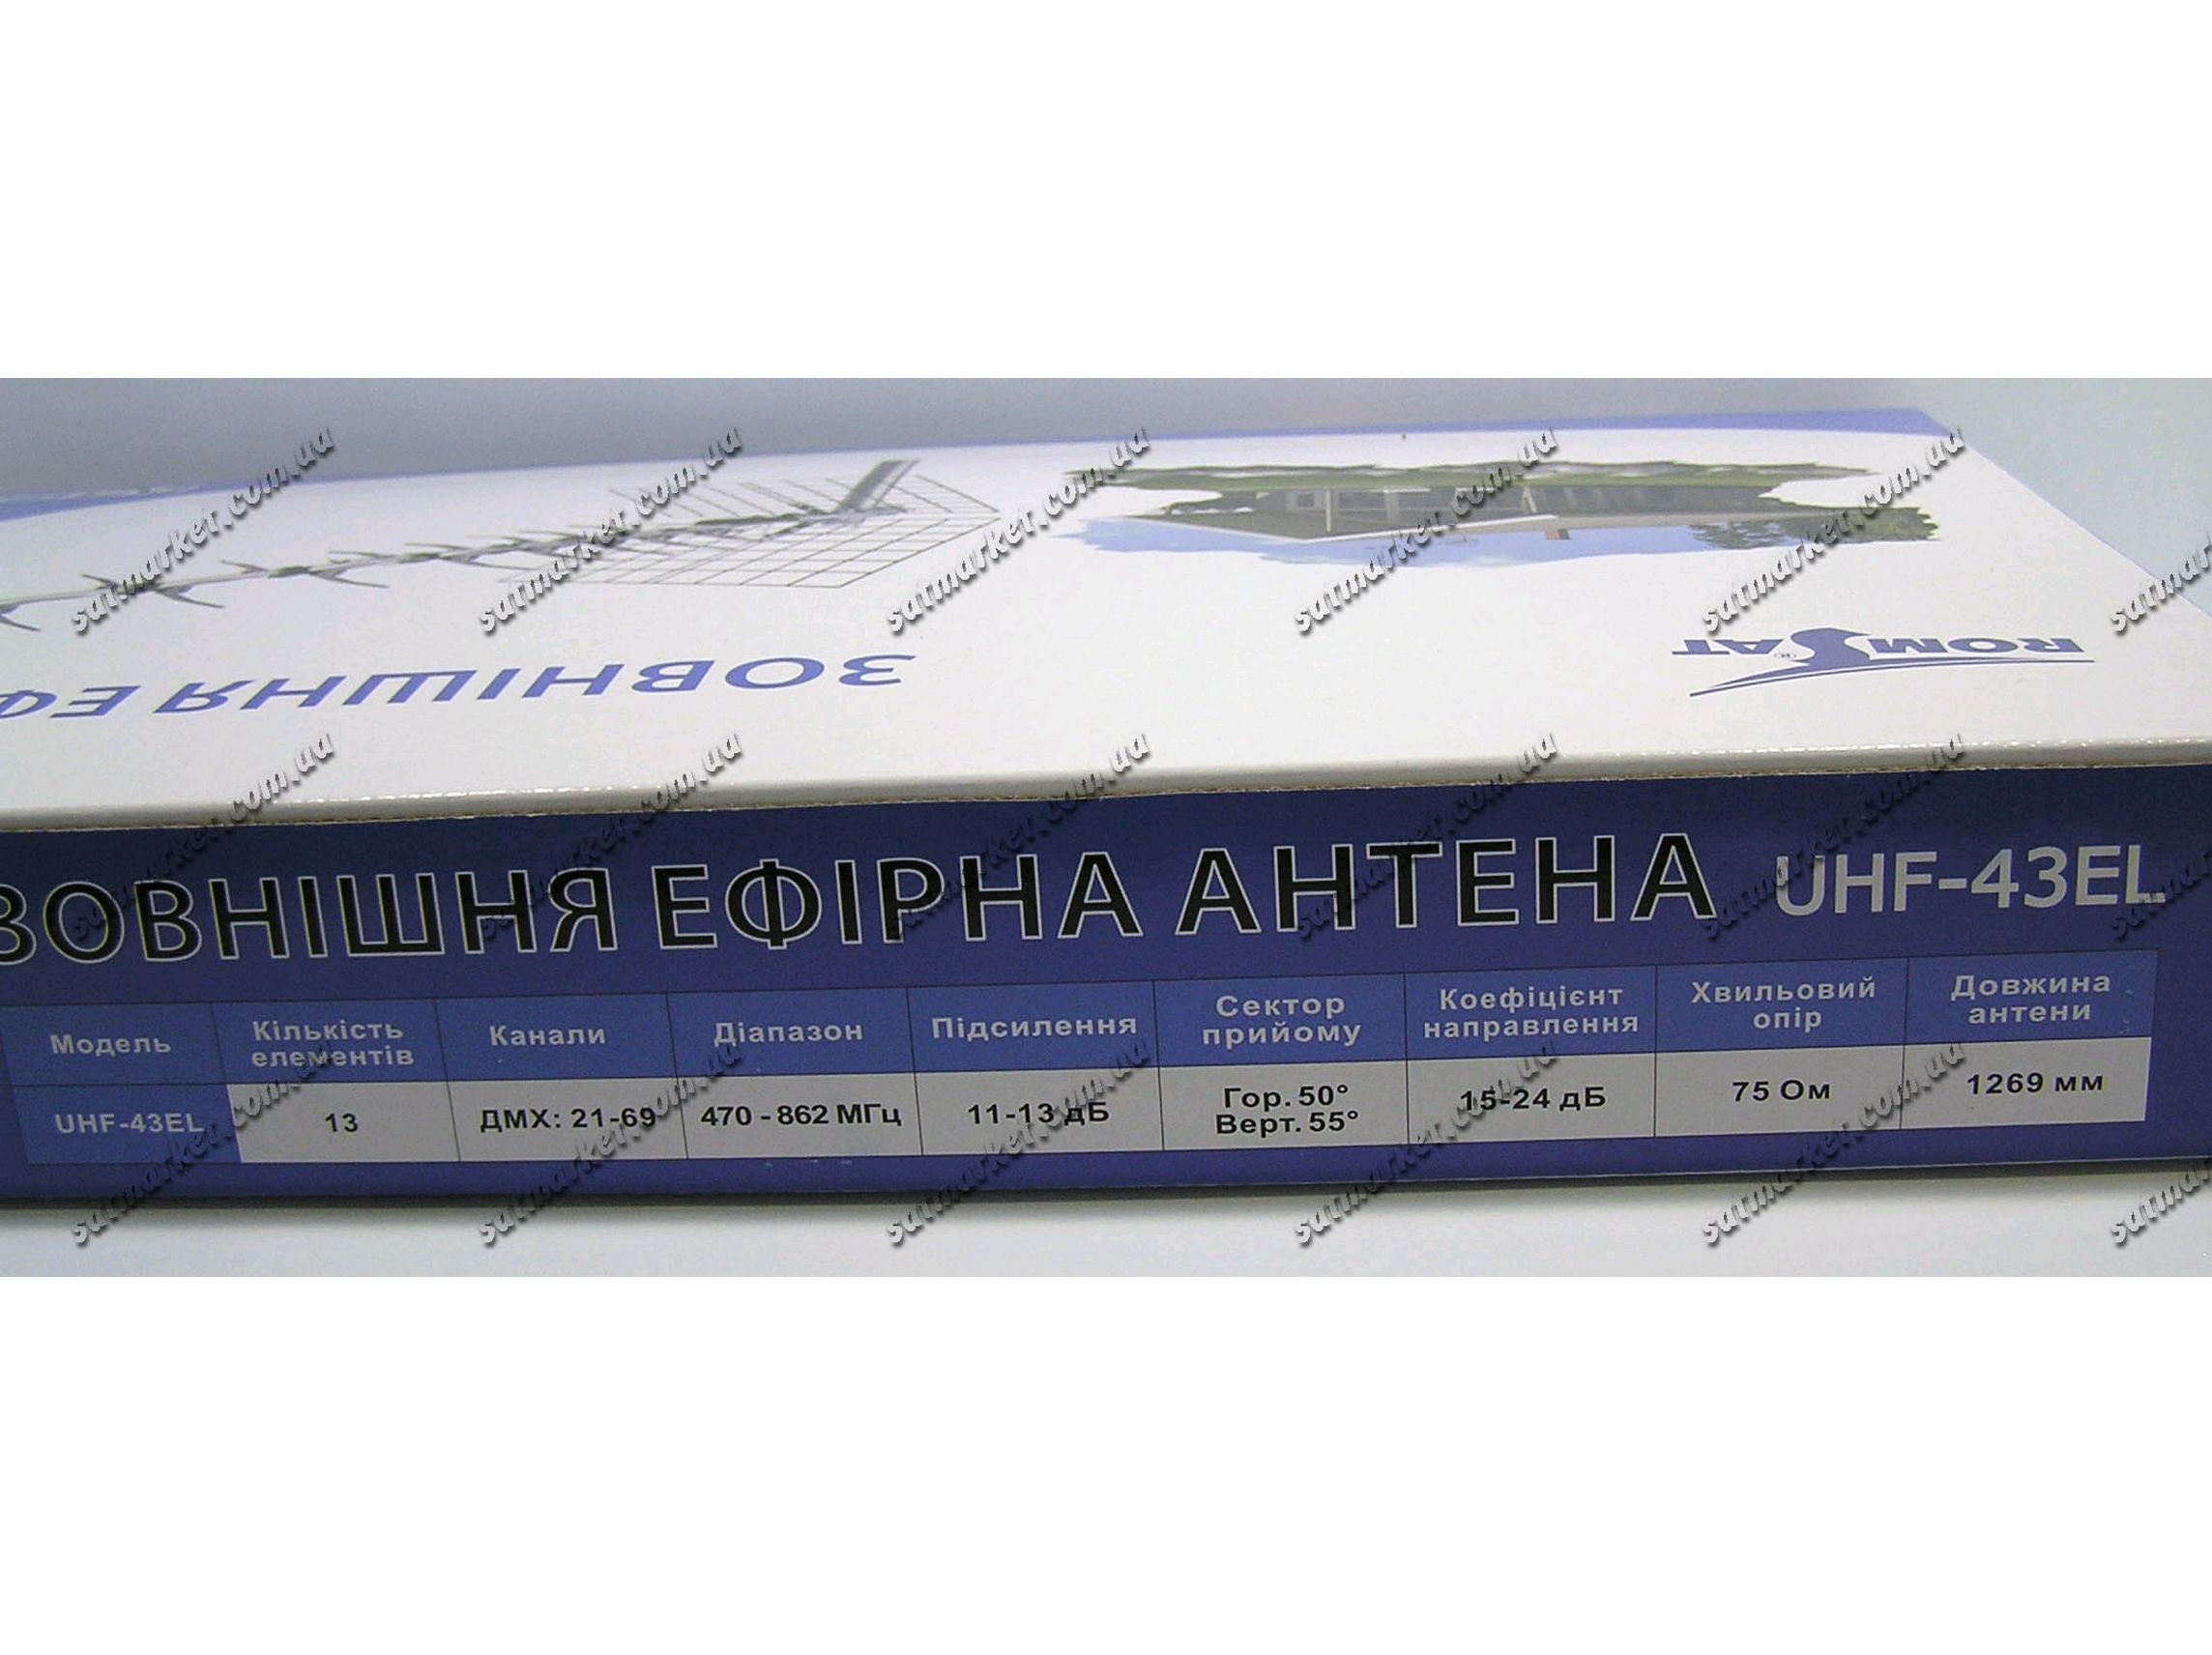 ROMSAT®
ЗОВНІШНЯ ЕФ
ЗОВНІШНЯ ЕФІРНА АНТЕНА UHF-43EL
Модель
Кількість
елементів
Канали
Діапазон
Підсилення
Сектор
прийому
Коефіцієнт
направлення
Хвильовий
опір
Довжина
антени
UHF-43EL
13
ДМХ: 21-69
470 - 862 МГц
11-13 дБ
Гор. 50°
Верт. 55°
15-24 дБ
75 Ом
1269 мм
satmarker.com.ua